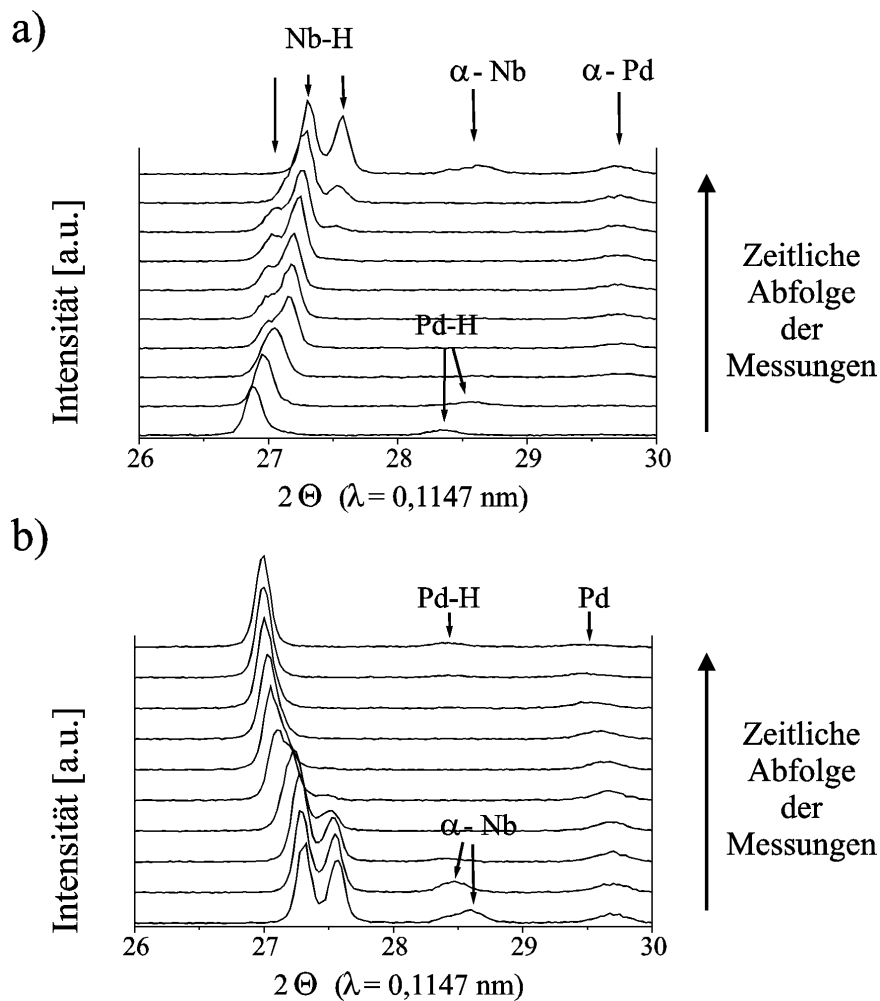 a)
Nb-H
α - Nb
α - Pd
Pd-H
Intensität [a.u.]
26 27 28 29 30
2 Θ (λ = 0,1147 nm)
Zeitliche
Abfolge
der
Messungen
b)
Pd-H
Pd
α - Nb
Intensität [a.u.]
26 27 28 29 30
2 Θ (λ = 0,1147 nm)
Zeitliche
Abfolge
der
Messungen